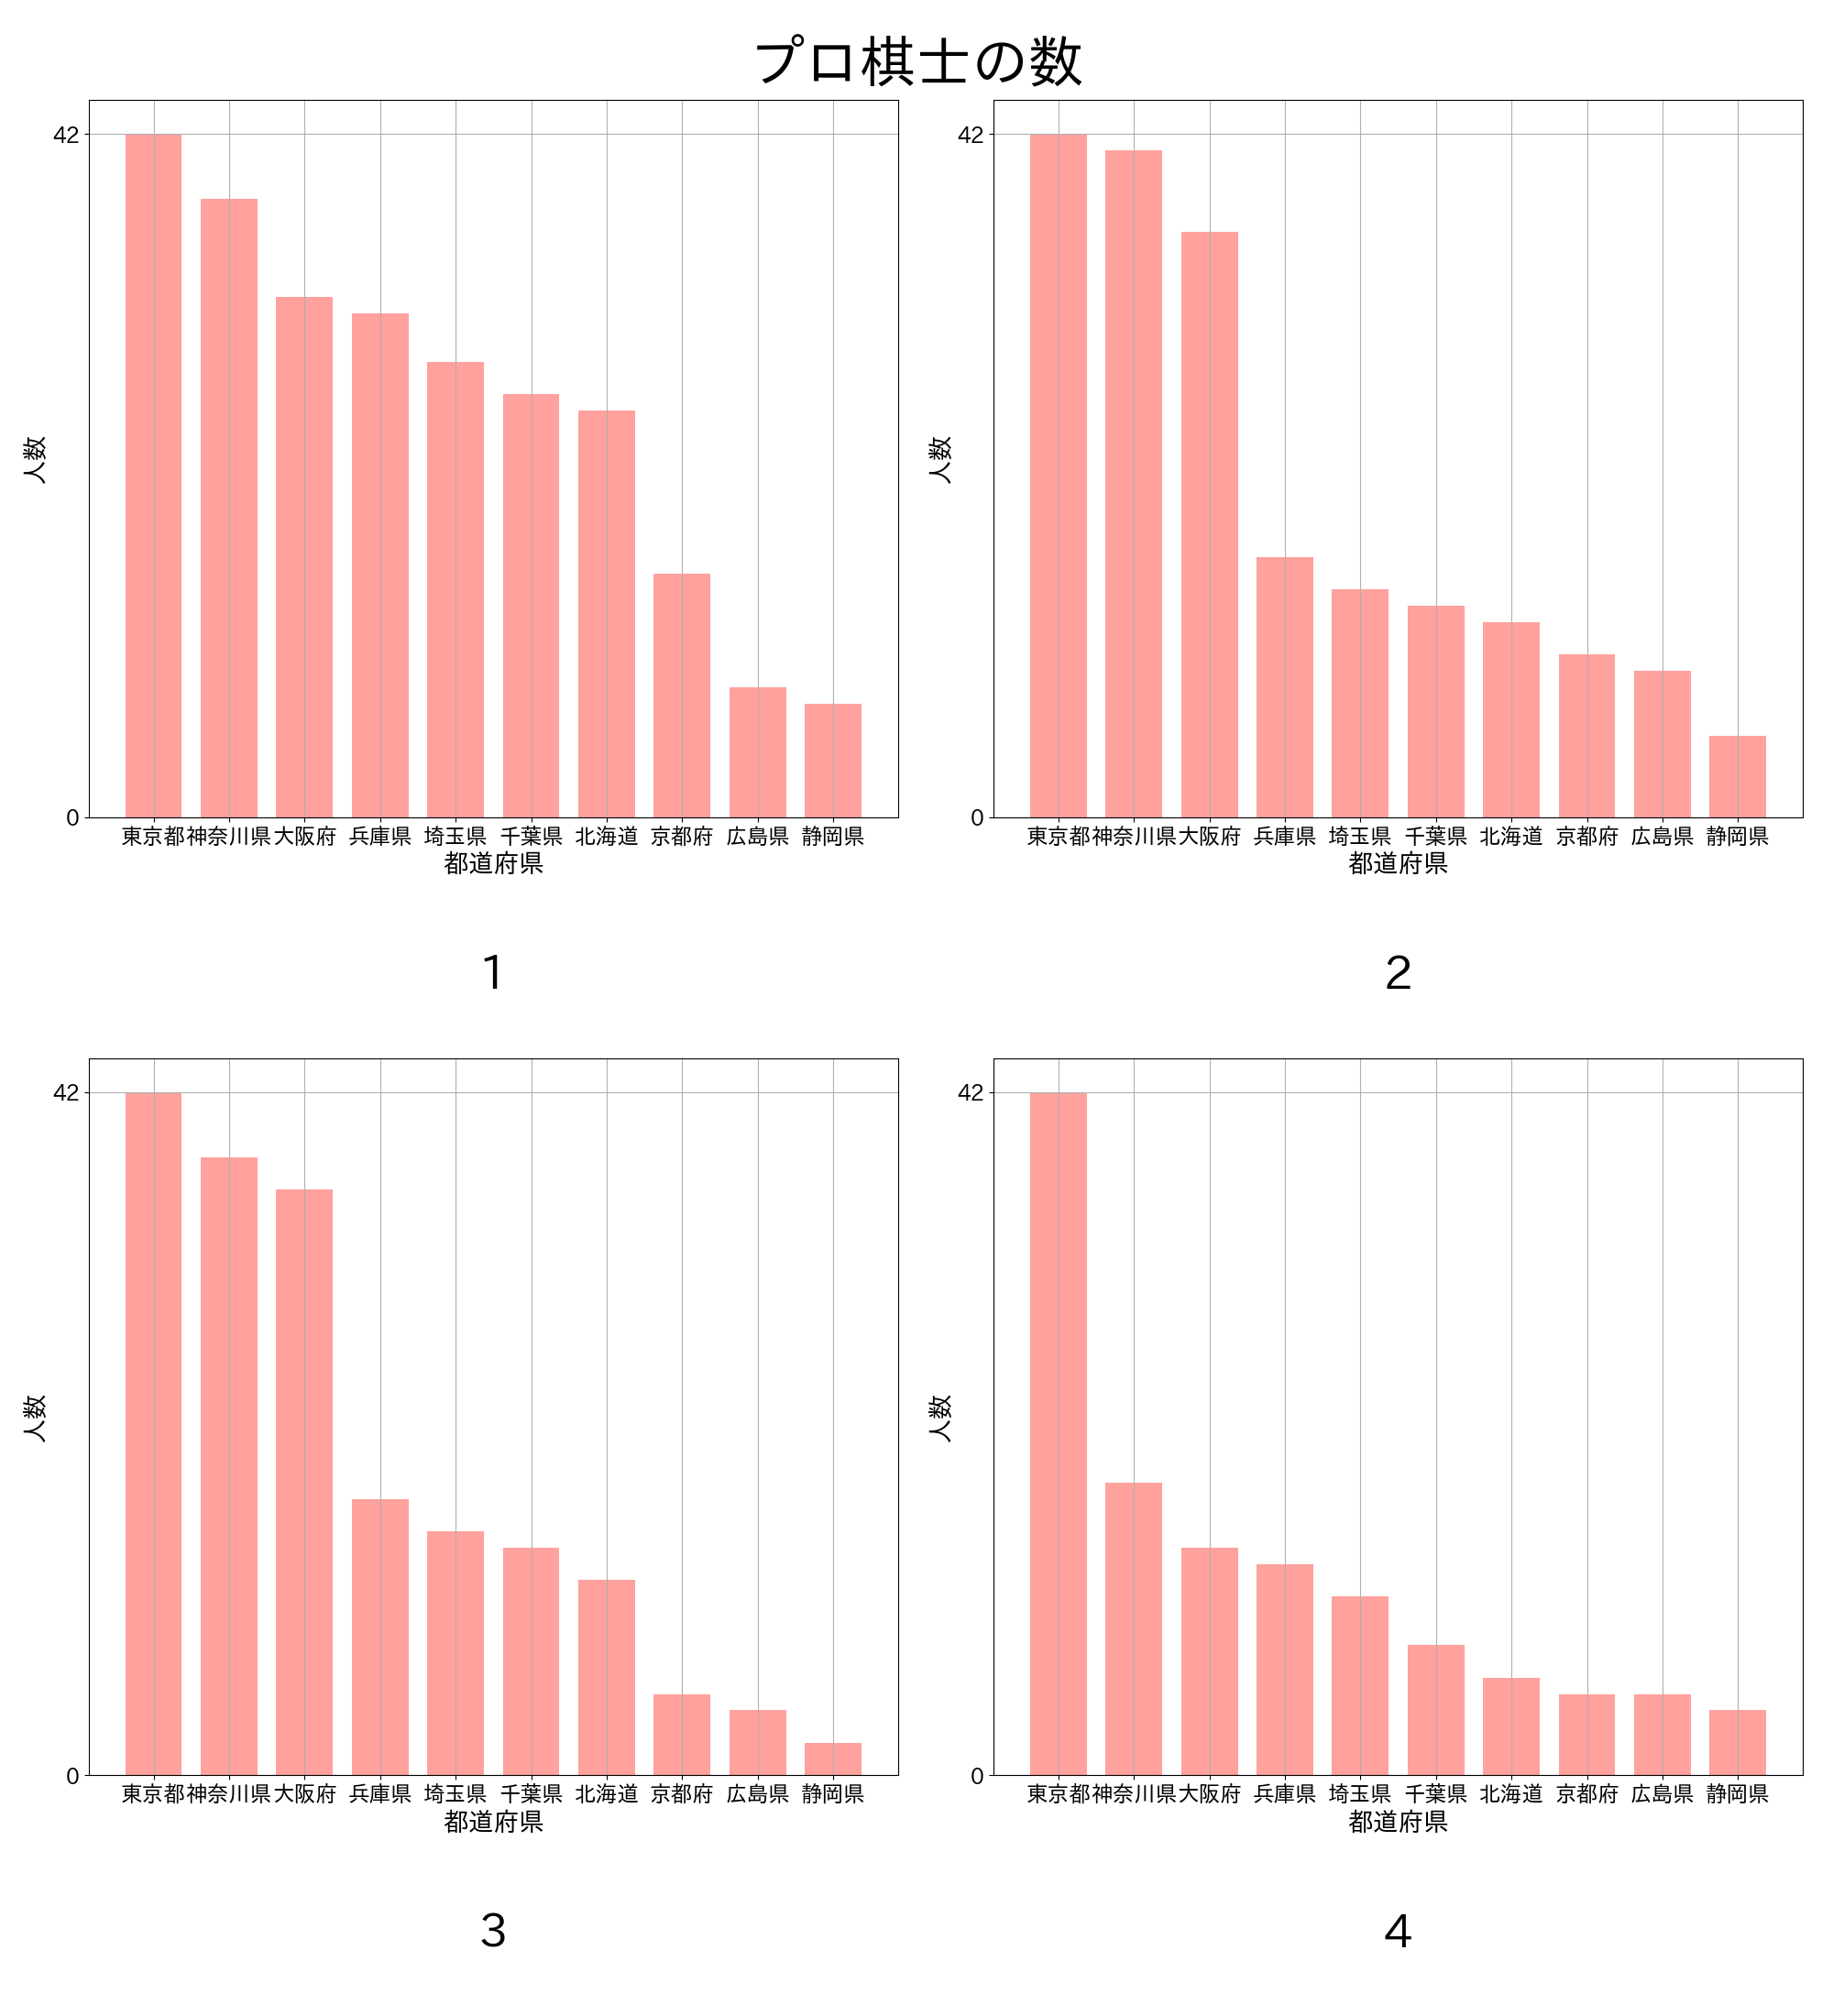 プロ棋士の数
42
0
人数
東京都 神奈川県 大阪府 兵庫県 埼玉県 千葉県 北海道 京都府 広島県 静岡県
都道府県
1
42
0
人数
東京都 神奈川県 大阪府 兵庫県 埼玉県 千葉県 北海道 京都府 広島県 静岡県
都道府県
2
42
0
人数
東京都 神奈川県 大阪府 兵庫県 埼玉県 千葉県 北海道 京都府 広島県 静岡県
都道府県
3
42
0
人数
東京都 神奈川県 大阪府 兵庫県 埼玉県 千葉県 北海道 京都府 広島県 静岡県
都道府県
4